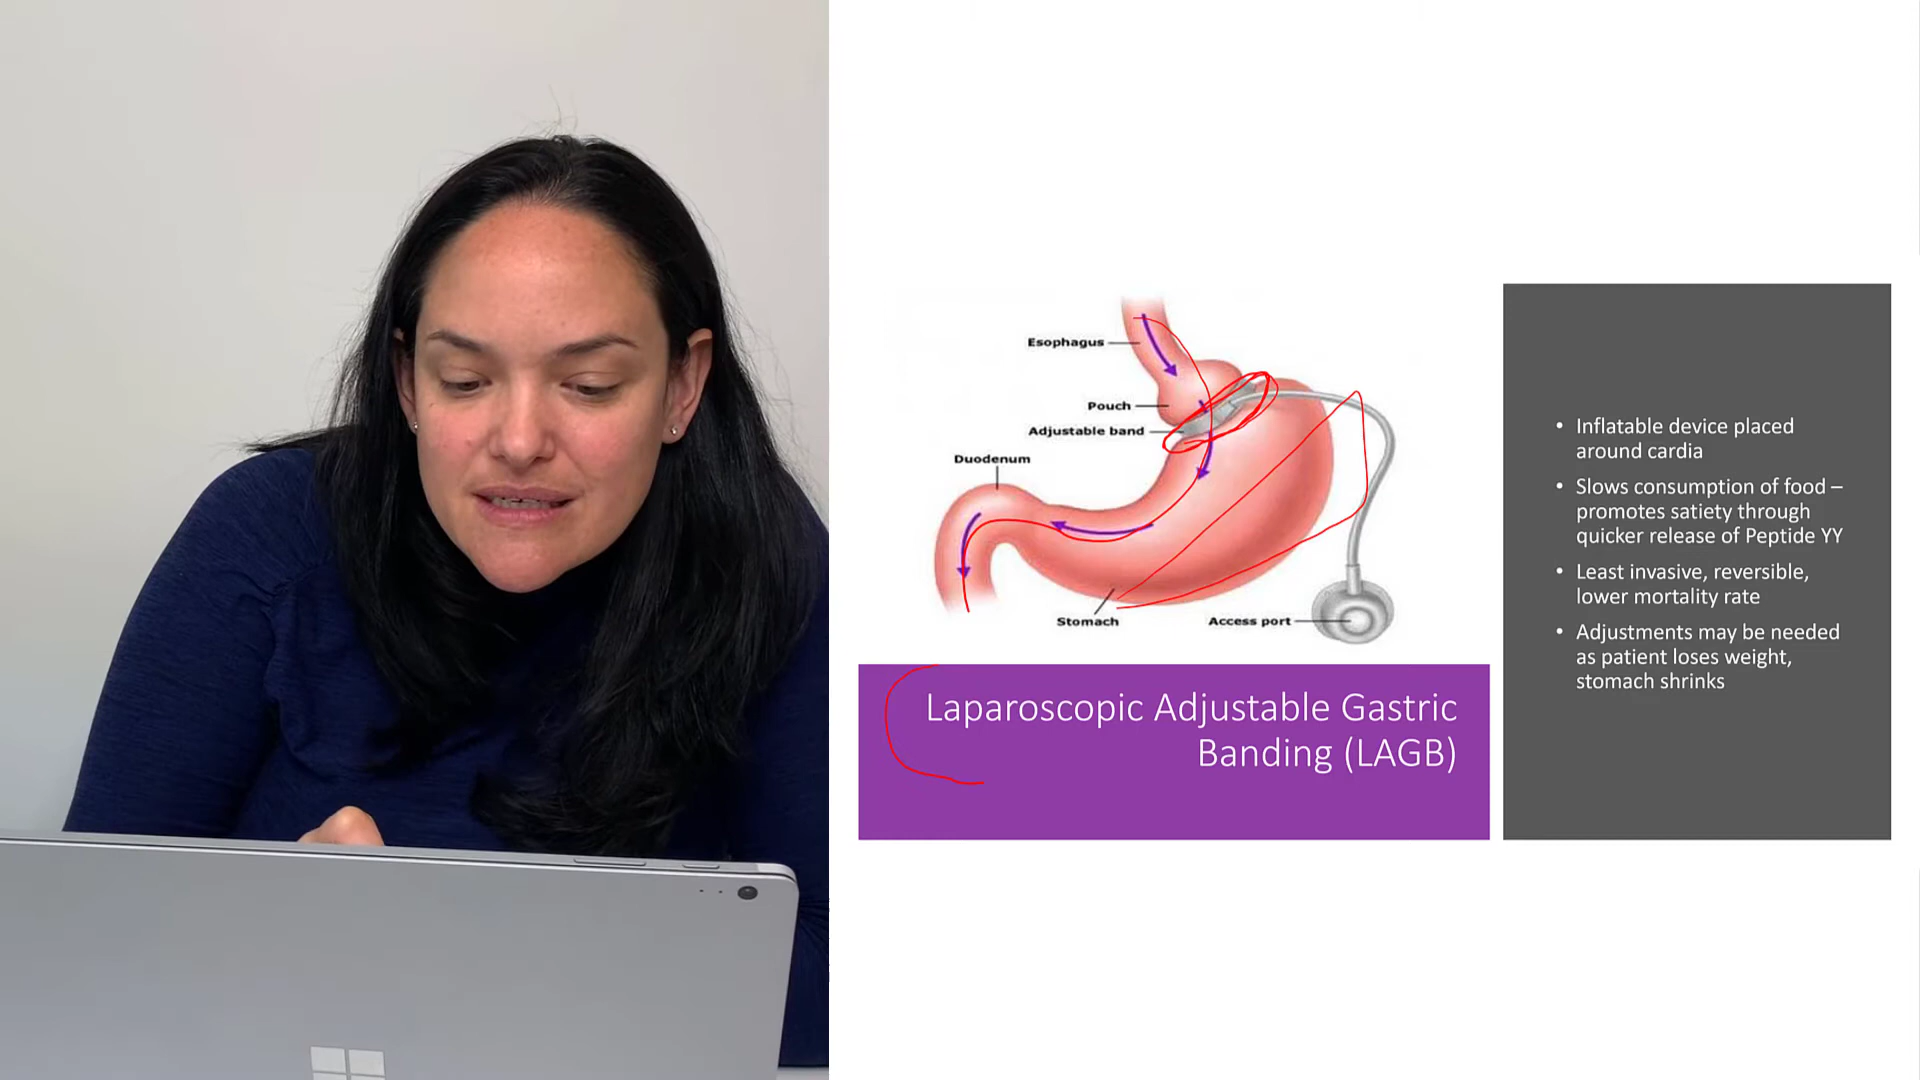 Esophagus
Pouch
Adjustable band
Duodenum
Stomach
Access port
Laparoscopic Adjustable Gastric
Banding (LAGB)
• Inflatable device placed
around cardia
• Slows consumption of food –
promotes satiety through
quicker release of Peptide YY
• Least invasive, reversible,
lower mortality rate
• Adjustments may be needed
as patient loses weight,
stomach shrinks